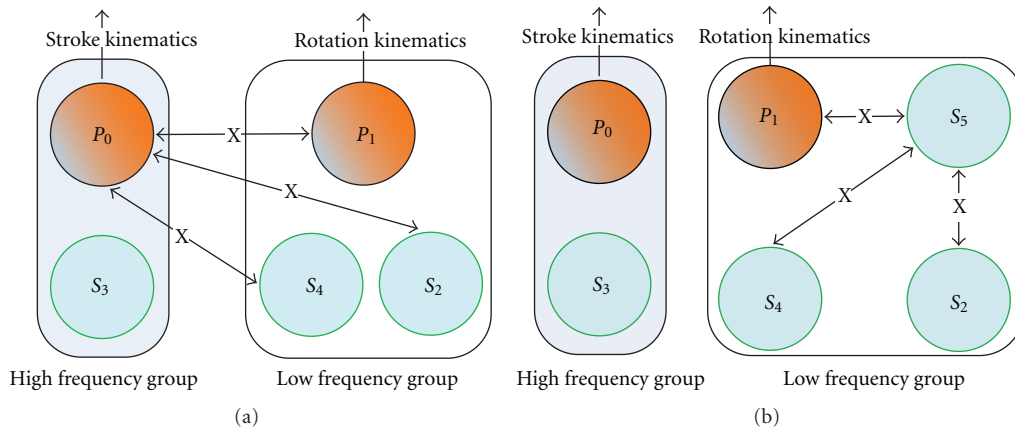 Stroke kinematics
Rotation kinematics
P0
X
P1
X
X
S3
S4
S2
High frequency group
Low frequency group
(a)
Stroke kinematics
Rotation kinematics
P0
P1
X
S5
X
X
S3
S4
S2
High frequency group
Low frequency group
(b)